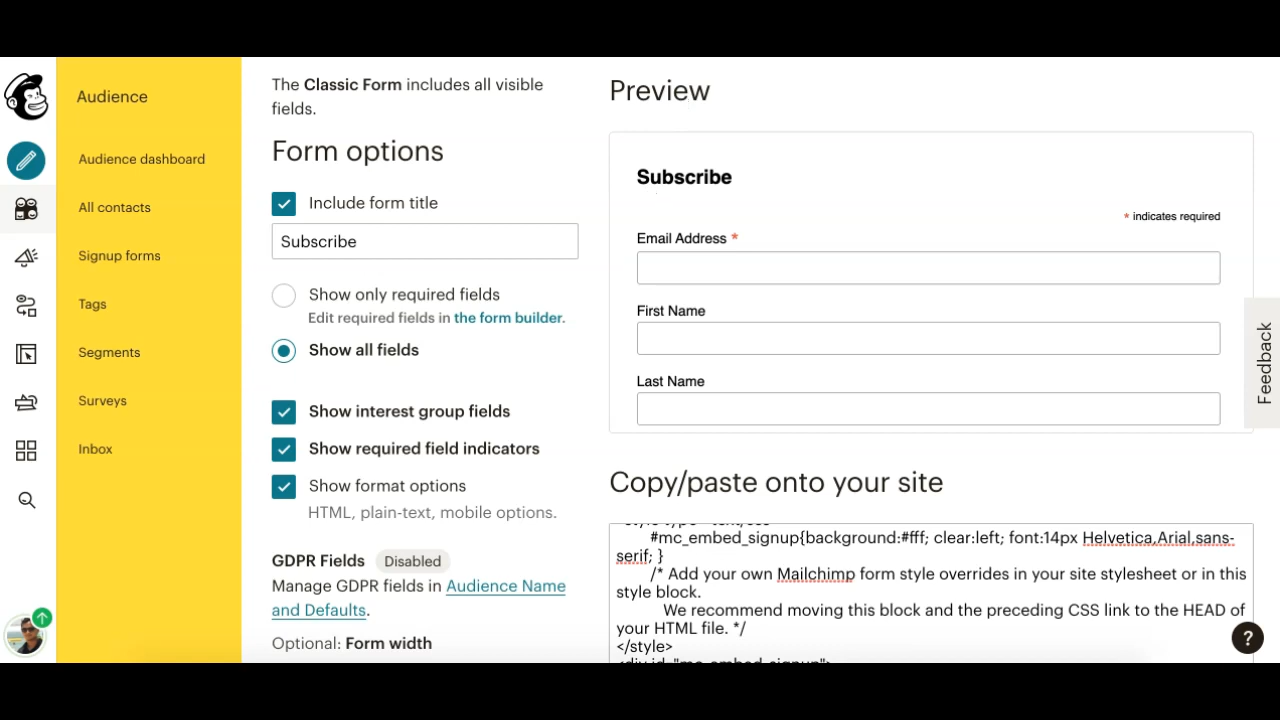 Audience
Audience dashboard
All contacts
Signup forms
Tags
Segments
Surveys
Inbox
The Classic Form includes all visible
fields.
Form options
Include form title
Subscribe
Show only required fields
Edit required fields in the form builder.
Show all fields
Show interest group fields
Show required field indicators
Show format options
HTML, plain-text, mobile options.
GDPR Fields Disabled
Manage GDPR fields in Audience Name
and Defaults.
Optional: Form width
Preview
Subscribe
* indicates required
Email Address *
First Name
Last Name
Feedback
Copy/paste onto your site
#mc_embed_signup{background:#fff; clear:left; font:14px Helvetica,Arial,sans-
serif; }
/* Add your own Mailchimp form style overrides in your site stylesheet or in this
style block.
We recommend moving this block and the preceding CSS link to the HEAD of
your HTML file. */
</style>
<div id="mc_embed_signup">
?